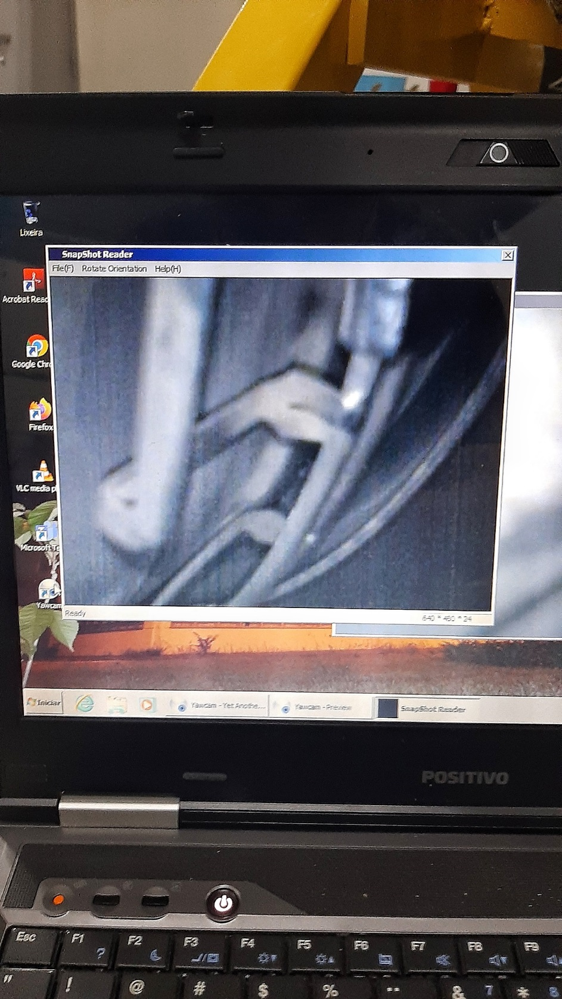 Lixeira
SnapShot Reader
File(F) Rotate Orientation Help(H)
Acrobat Read
Google Chro
Firefox
VLC media p
Microsoft Te
Yawcam
Ready
640 * 480 * 24
Iniciar
Yawcam - Yet Anothe...
Yawcam - Preview
SnapShot Reader
POSITIVO
Esc F1 F2 F3 F4 F5 F6 F7 F8 F9
?
" ! @ # $ % ¨ & 7 * 8